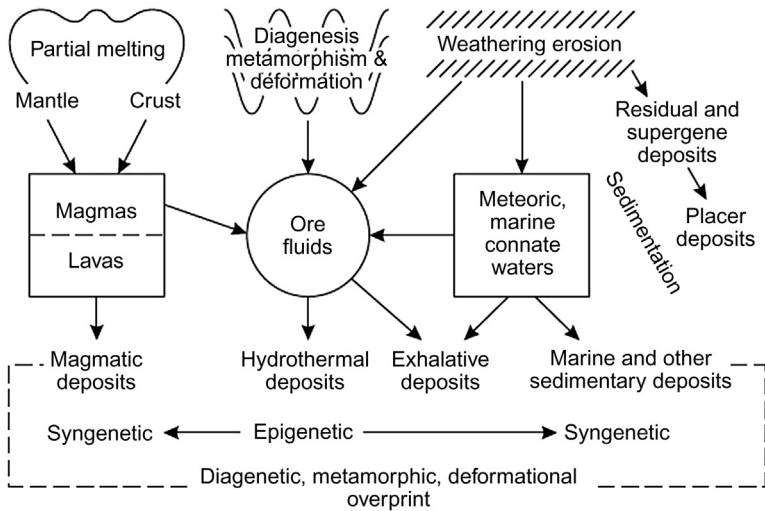 Partial melting
Mantle
Crust
Diagenesis
metamorphism &
deformation
Weathering erosion
Residual and
supergene
deposits
Sedimentation
Placer
deposits
Magmas
Lavas
Ore
fluids
Meteoric,
marine
connate
waters
Magmatic
deposits
Hydrothermal
deposits
Exhalative
deposits
Marine and other
sedimentary deposits
Syngenetic
Epigenetic
Syngenetic
Diagenetic, metamorphic, deformational
overprint